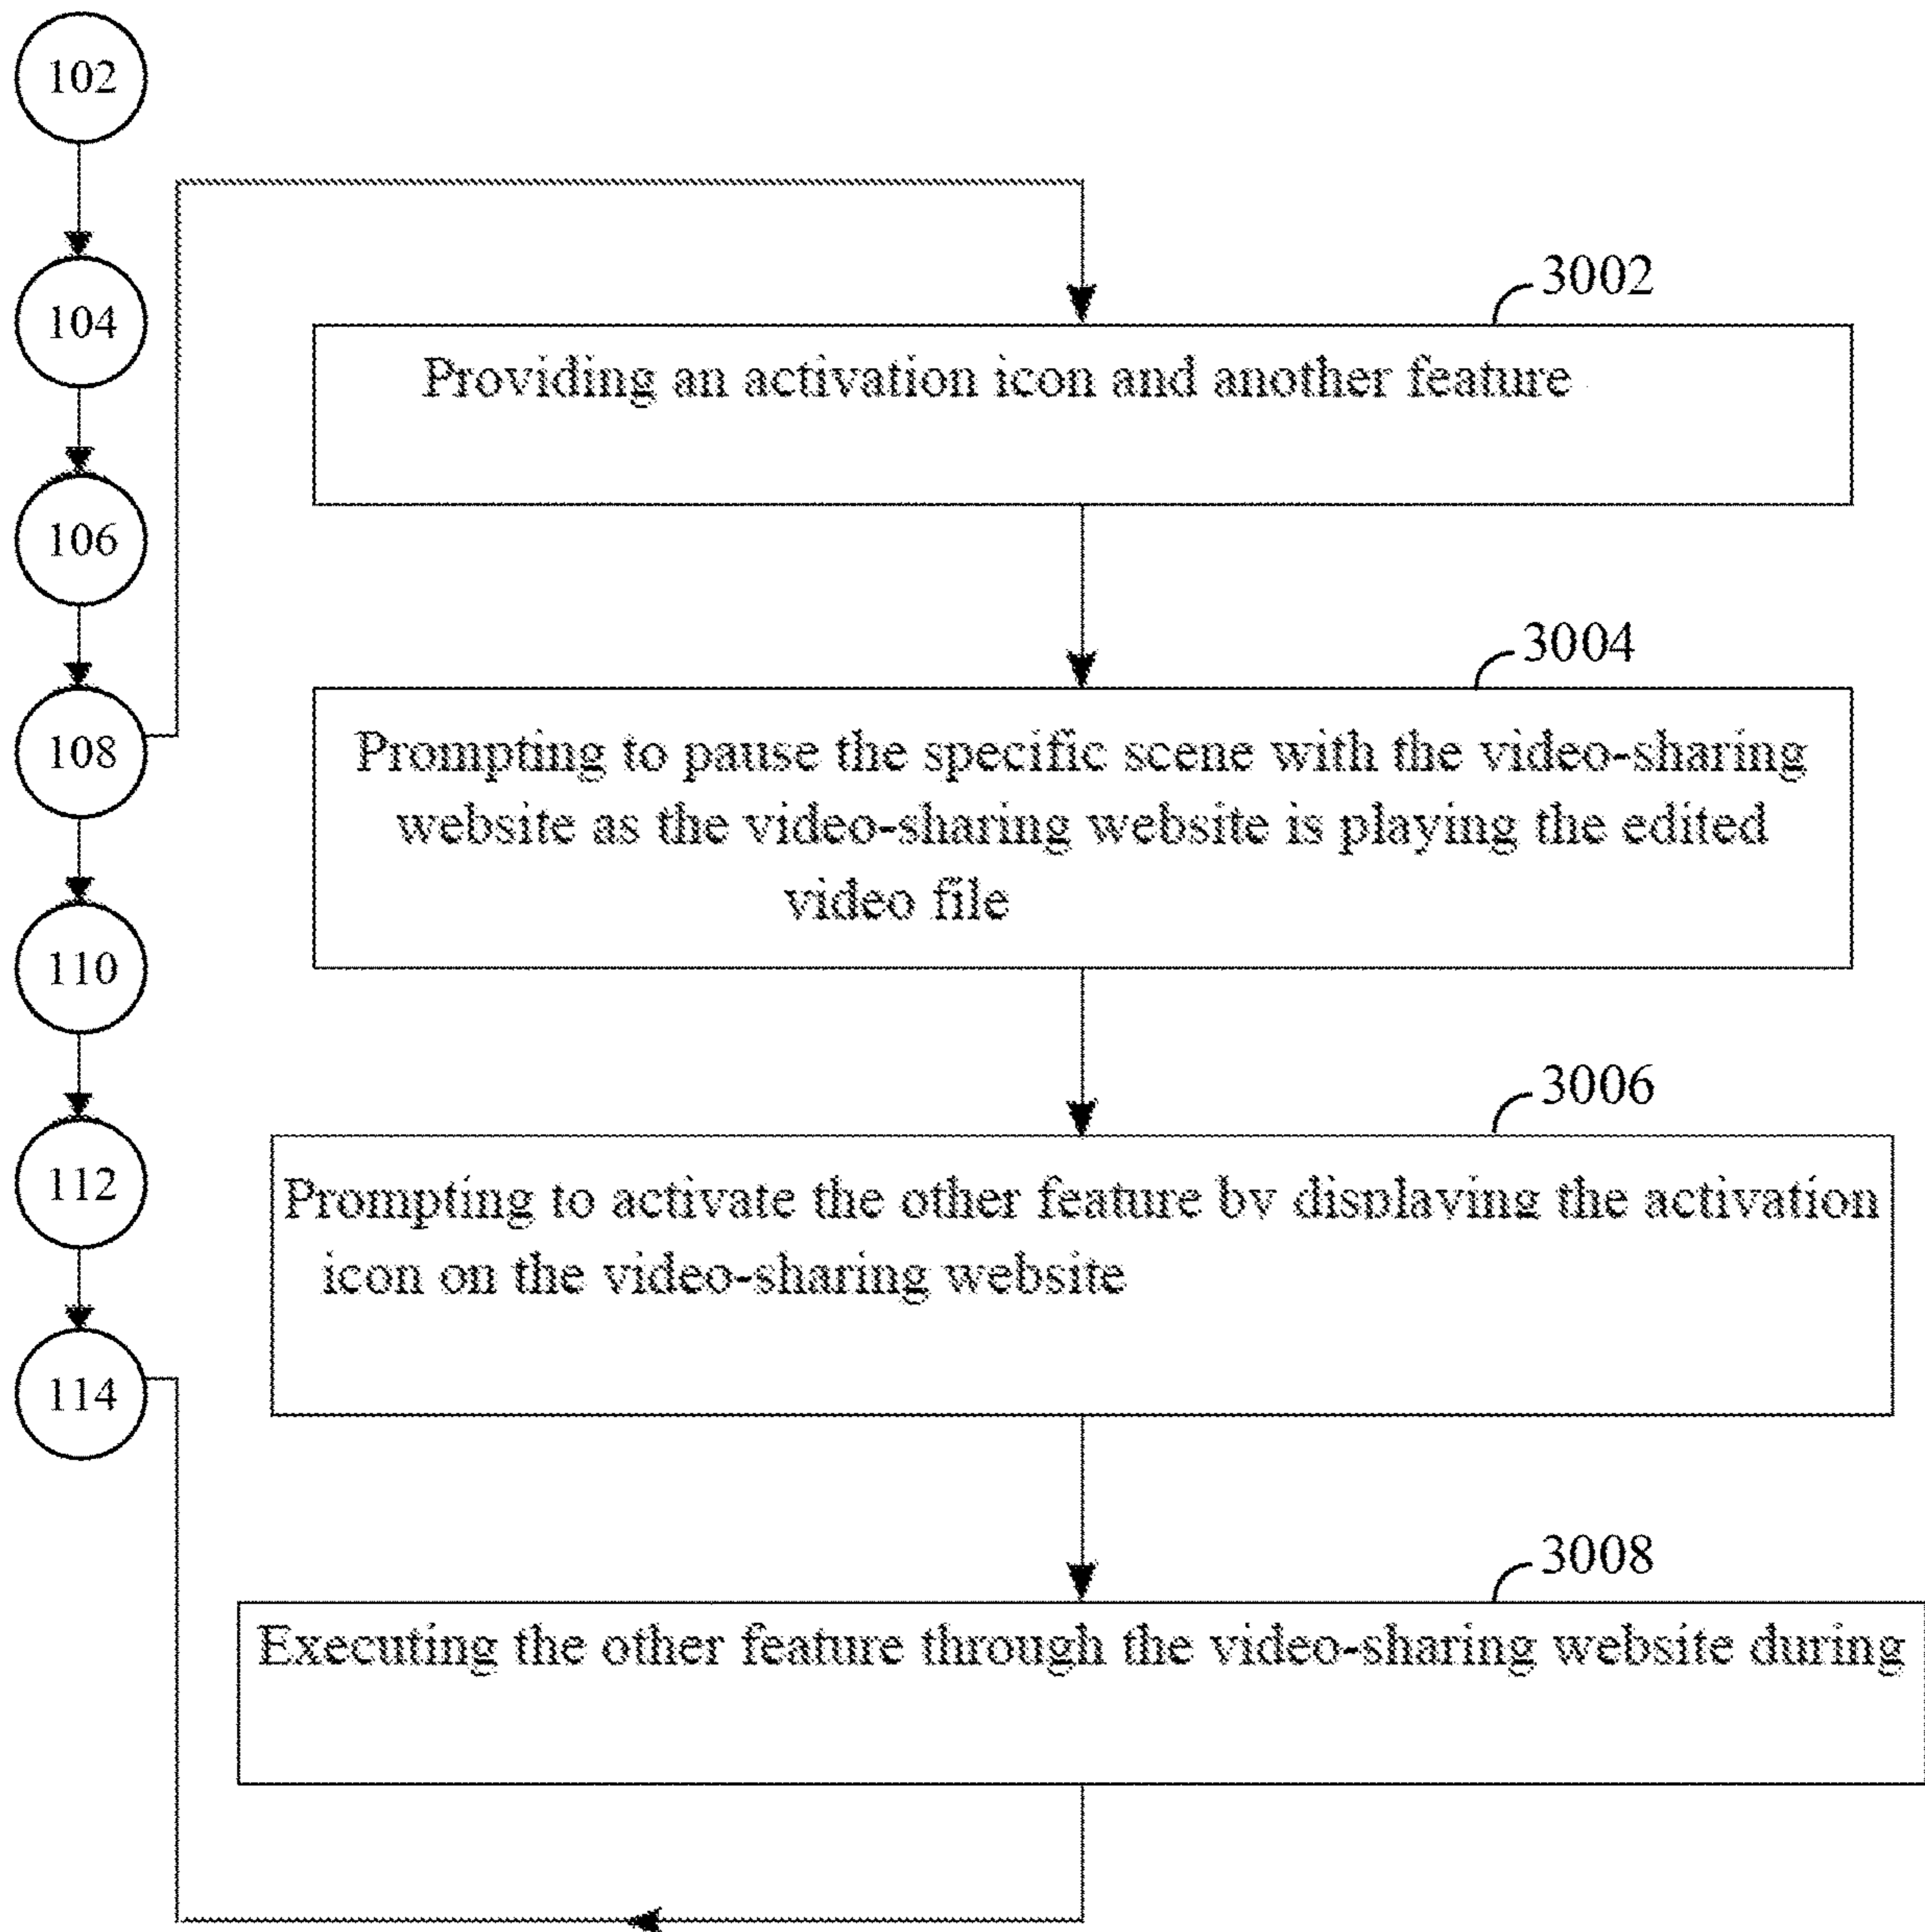 102
104
106
108
110
112
114
3002
Providing an activation icon and another feature
3004
Prompting to pause the specific scene with the video-sharing
website as the video-sharing website is playing the edited
video file
3006
Prompting to activate the other feature by displaying the activation
icon on the video-sharing website
3008
Executing the other feature through the video-sharing website during